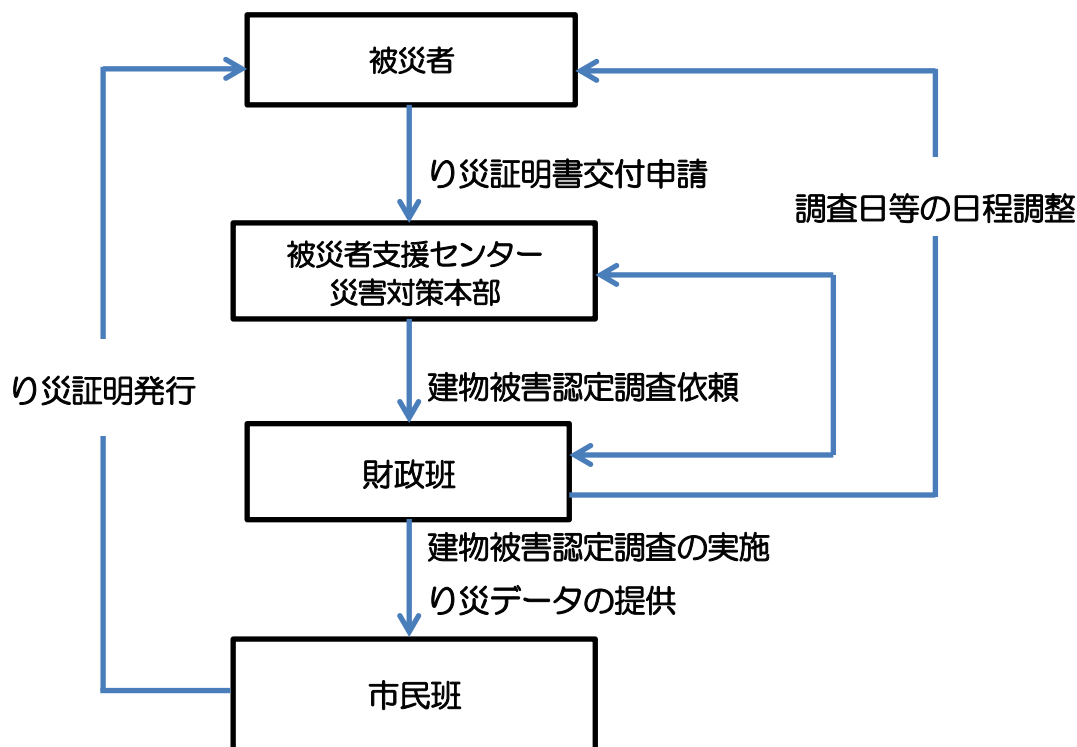 被災者
り災証明書交付申請
調査日等の日程調整
被災者支援センター
災害対策本部
り災証明発行
建物被害認定調査依頼
財政班
建物被害認定調査の実施
り災データの提供
市民班